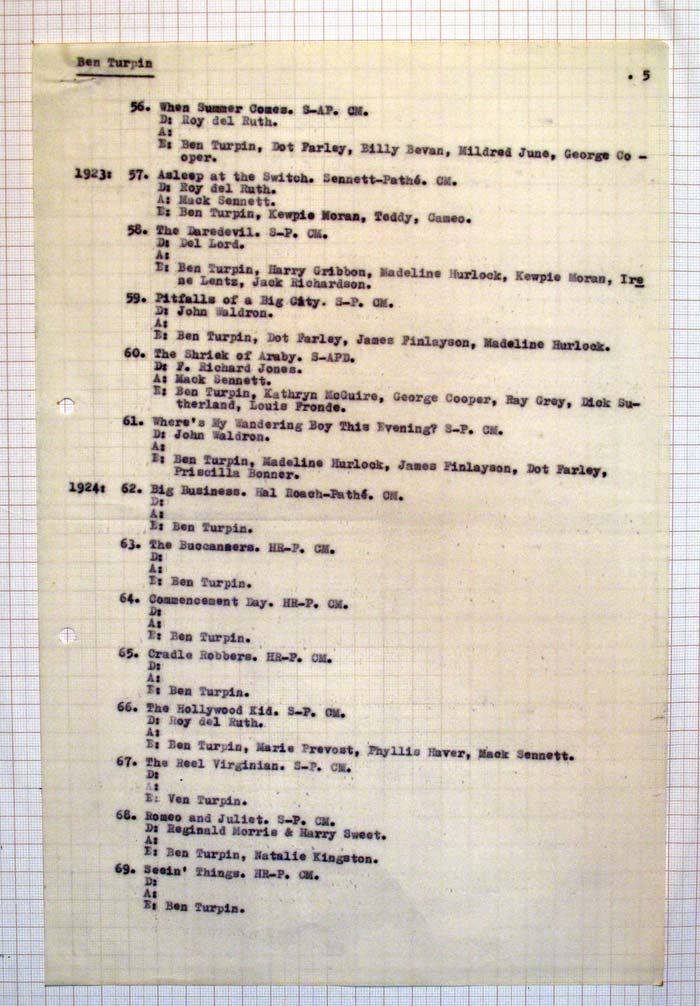 Ben Turpin
. 5
56. When Summer Comes. S-AP. CM.
D: Roy del Ruth.
A:
E: Ben Turpin, Dot Farley, Billy Bevan, Mildred June, George Co -
oper.
1923: 57. Asleep at the Switch. Sennett-Pathé. CM.
D: Roy del Ruth.
A: Mack Sennett.
E: Ben Turpin, Kewpie Moran, Teddy, Cameo.
58. The Daredevil. S-P. CM.
D: Del Lord.
A:
E: Ben Turpin, Harry Gribbon, Madeline Hurlock, Kewpie Moran, Ire
ne Lentz, Jack Richardson.
59. Pitfalls of a Big City. S-P. CM.
D: John Waldron.
A:
E: Ben Turpin, Dot Farley, James Finlayson, Madeline Hurlock.
60. The Shriek of Araby. S-APD.
D: F. Richard Jones.
A: Mack Sennett.
E: Ben Turpin, Kathryn McGuire, George Cooper, Ray Grey, Dick Su-
therland, Louis Fronde.
61. Where's My Wandering Boy This Evening? S-P. CM.
D: John Waldron.
A:
E: Ben Turpin, Madeline Hurlock, James Finlayson, Dot Farley,
Priscilla Bonner.
1924: 62. Big Business. Hal Roach-Pathé. CM.
D:
A:
E: Ben Turpin.
63. The Buccaneers. HR-P. CM.
D:
A:
E: Ben Turpin.
64. Commencement Day. HR-P. CM.
D:
A:
E: Ben Turpin.
65. Cradle Robbers. HR-P. CM.
D:
A:
E: Ben Turpin.
66. The Hollywood Kid. S-P. CM.
D: Roy del Ruth.
A:
E: Ben Turpin, Marie Prevost, Phyllis Haver, Mack Sennett.
67. The Reel Virginian. S-P. CM.
D:
A:
E: Ven Turpin.
68. Romeo and Juliet. S-P. CM.
D: Reginald Morris & Harry Sweet.
A:
E: Ben Turpin, Natalie Kingston.
69. Seein' Things. HR-P. CM.
D:
A:
E: Ben Turpin.